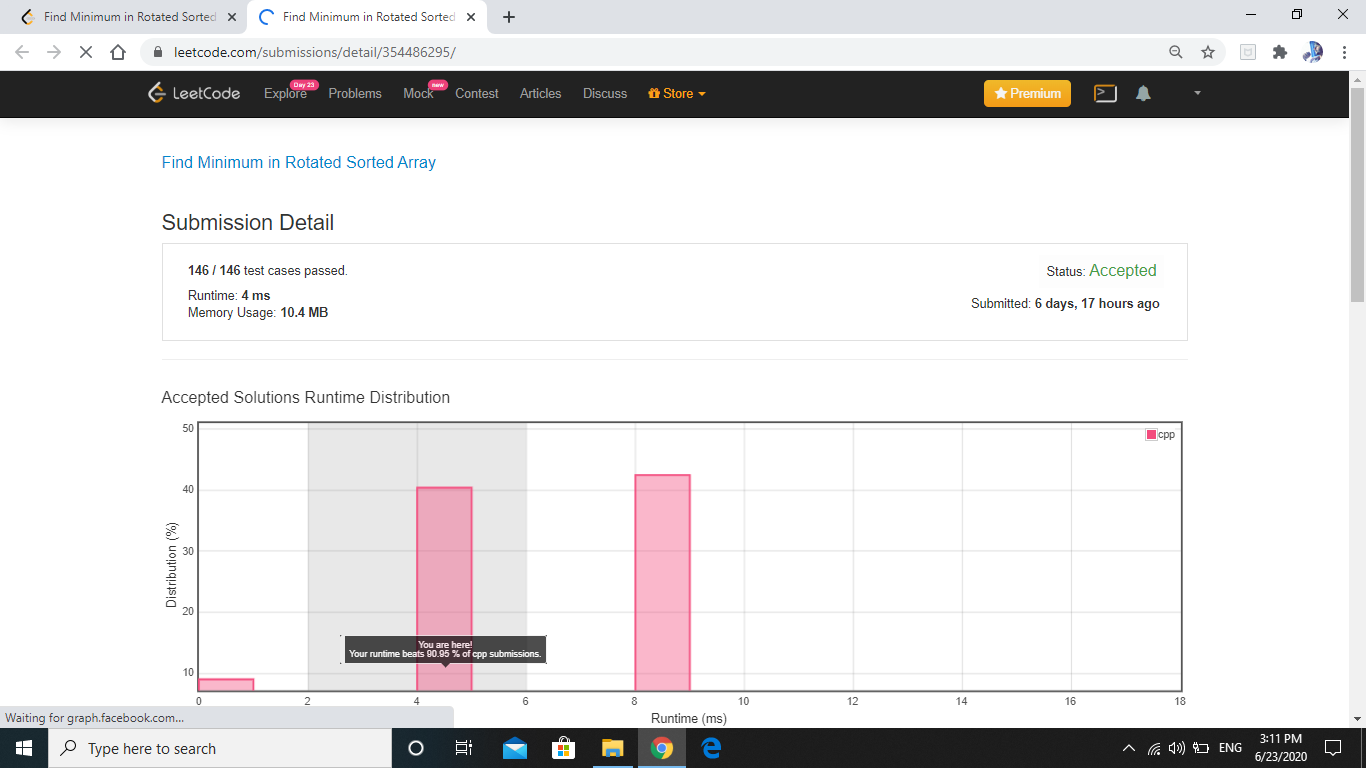 Find Minimum in Rotated Sorted
Find Minimum in Rotated Sorted
leetcode.com/submissions/detail/354486295/
LeetCode
Explore Day 23 Problems Mock new Contest Articles Discuss Store Premium
Find Minimum in Rotated Sorted Array
Submission Detail
146 / 146 test cases passed.
Status: Accepted
Runtime: 4 ms
Submitted: 6 days, 17 hours ago
Memory Usage: 10.4 MB
Accepted Solutions Runtime Distribution
cpp
50
40
30
20
10
Distribution (%)
You are here!
Your runtime beats 90.95 % of cpp submissions.
0 2 4 6 8 10 12 14 16 18
Runtime (ms)
Waiting for graph.facebook.com...
Type here to search
ENG
3:11 PM
6/23/2020